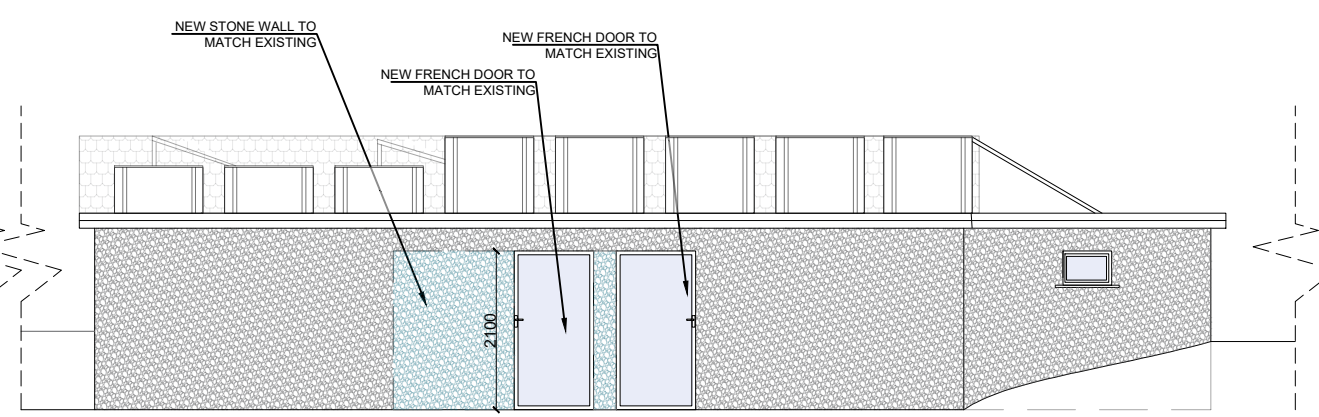 NEW STONE WALL TO
MATCH EXISTING
NEW FRENCH DOOR TO
MATCH EXISTING
NEW FRENCH DOOR TO
MATCH EXISTING
2100